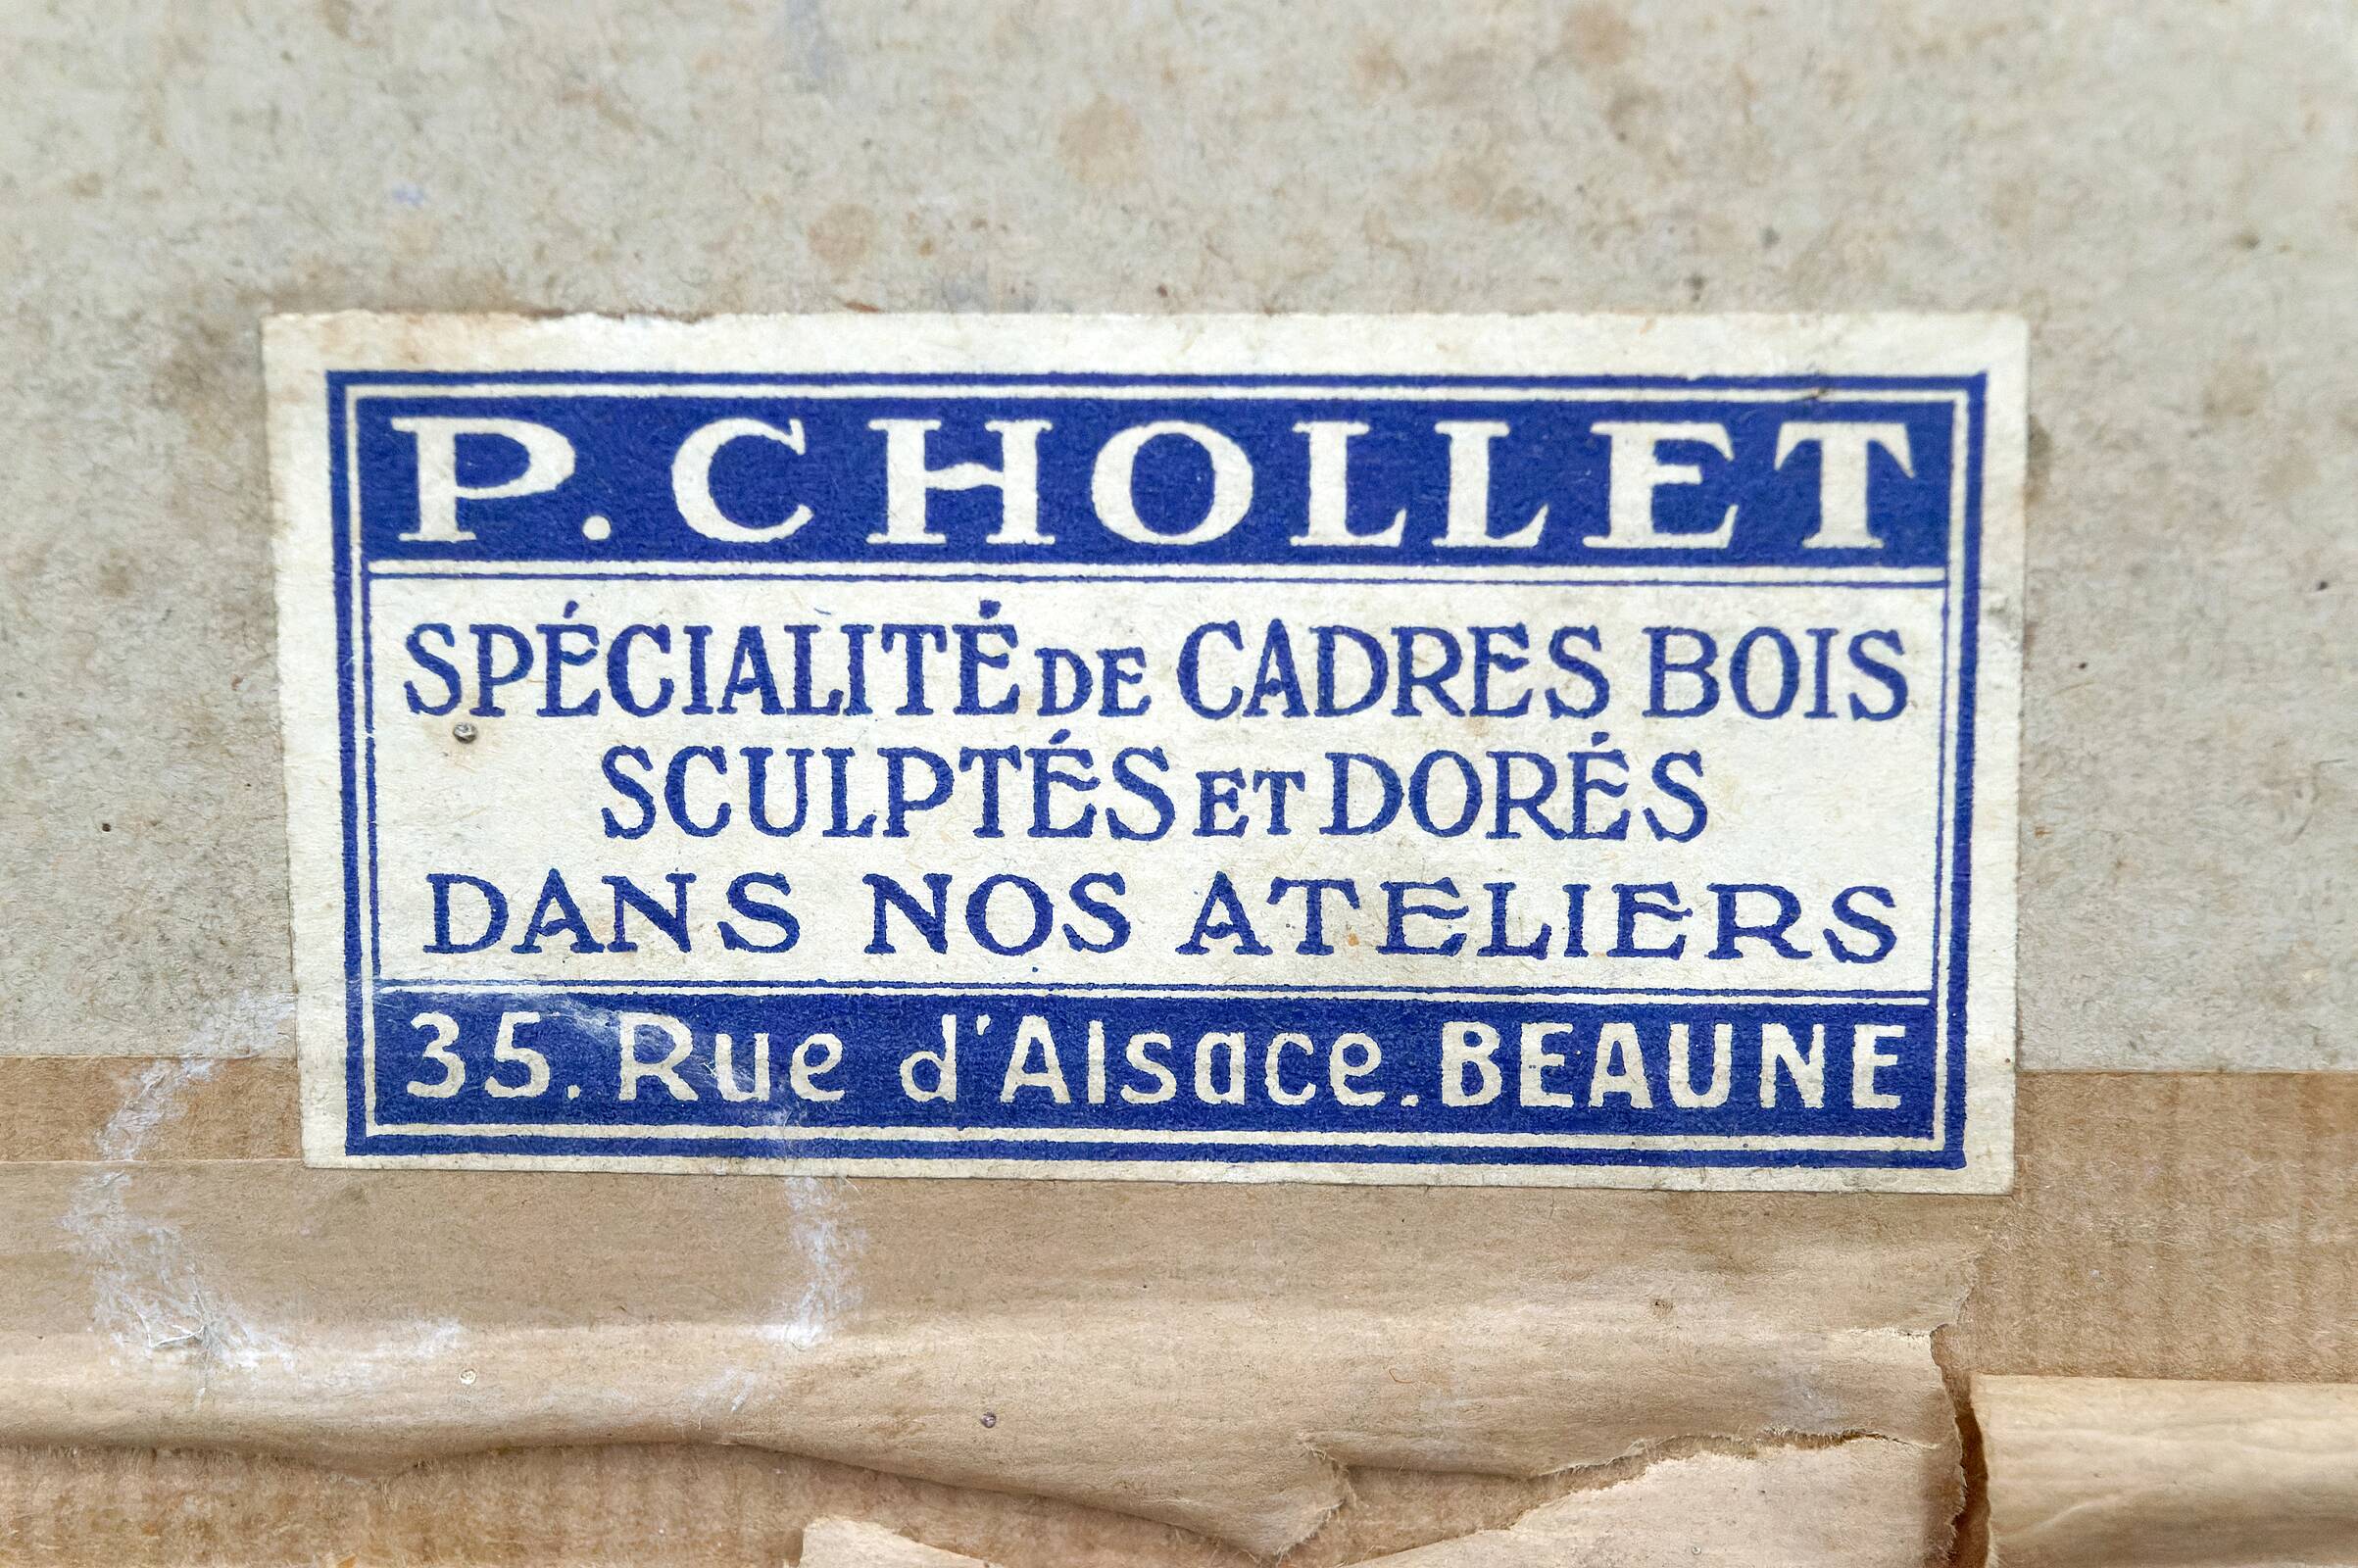 P. CHOLLET
SPÉCIALITÉ DE CADRES BOIS
SCULPTÉS ET DORÉS
DANS NOS ATELIERS
35. Rue d'Alsace. BEAUNE